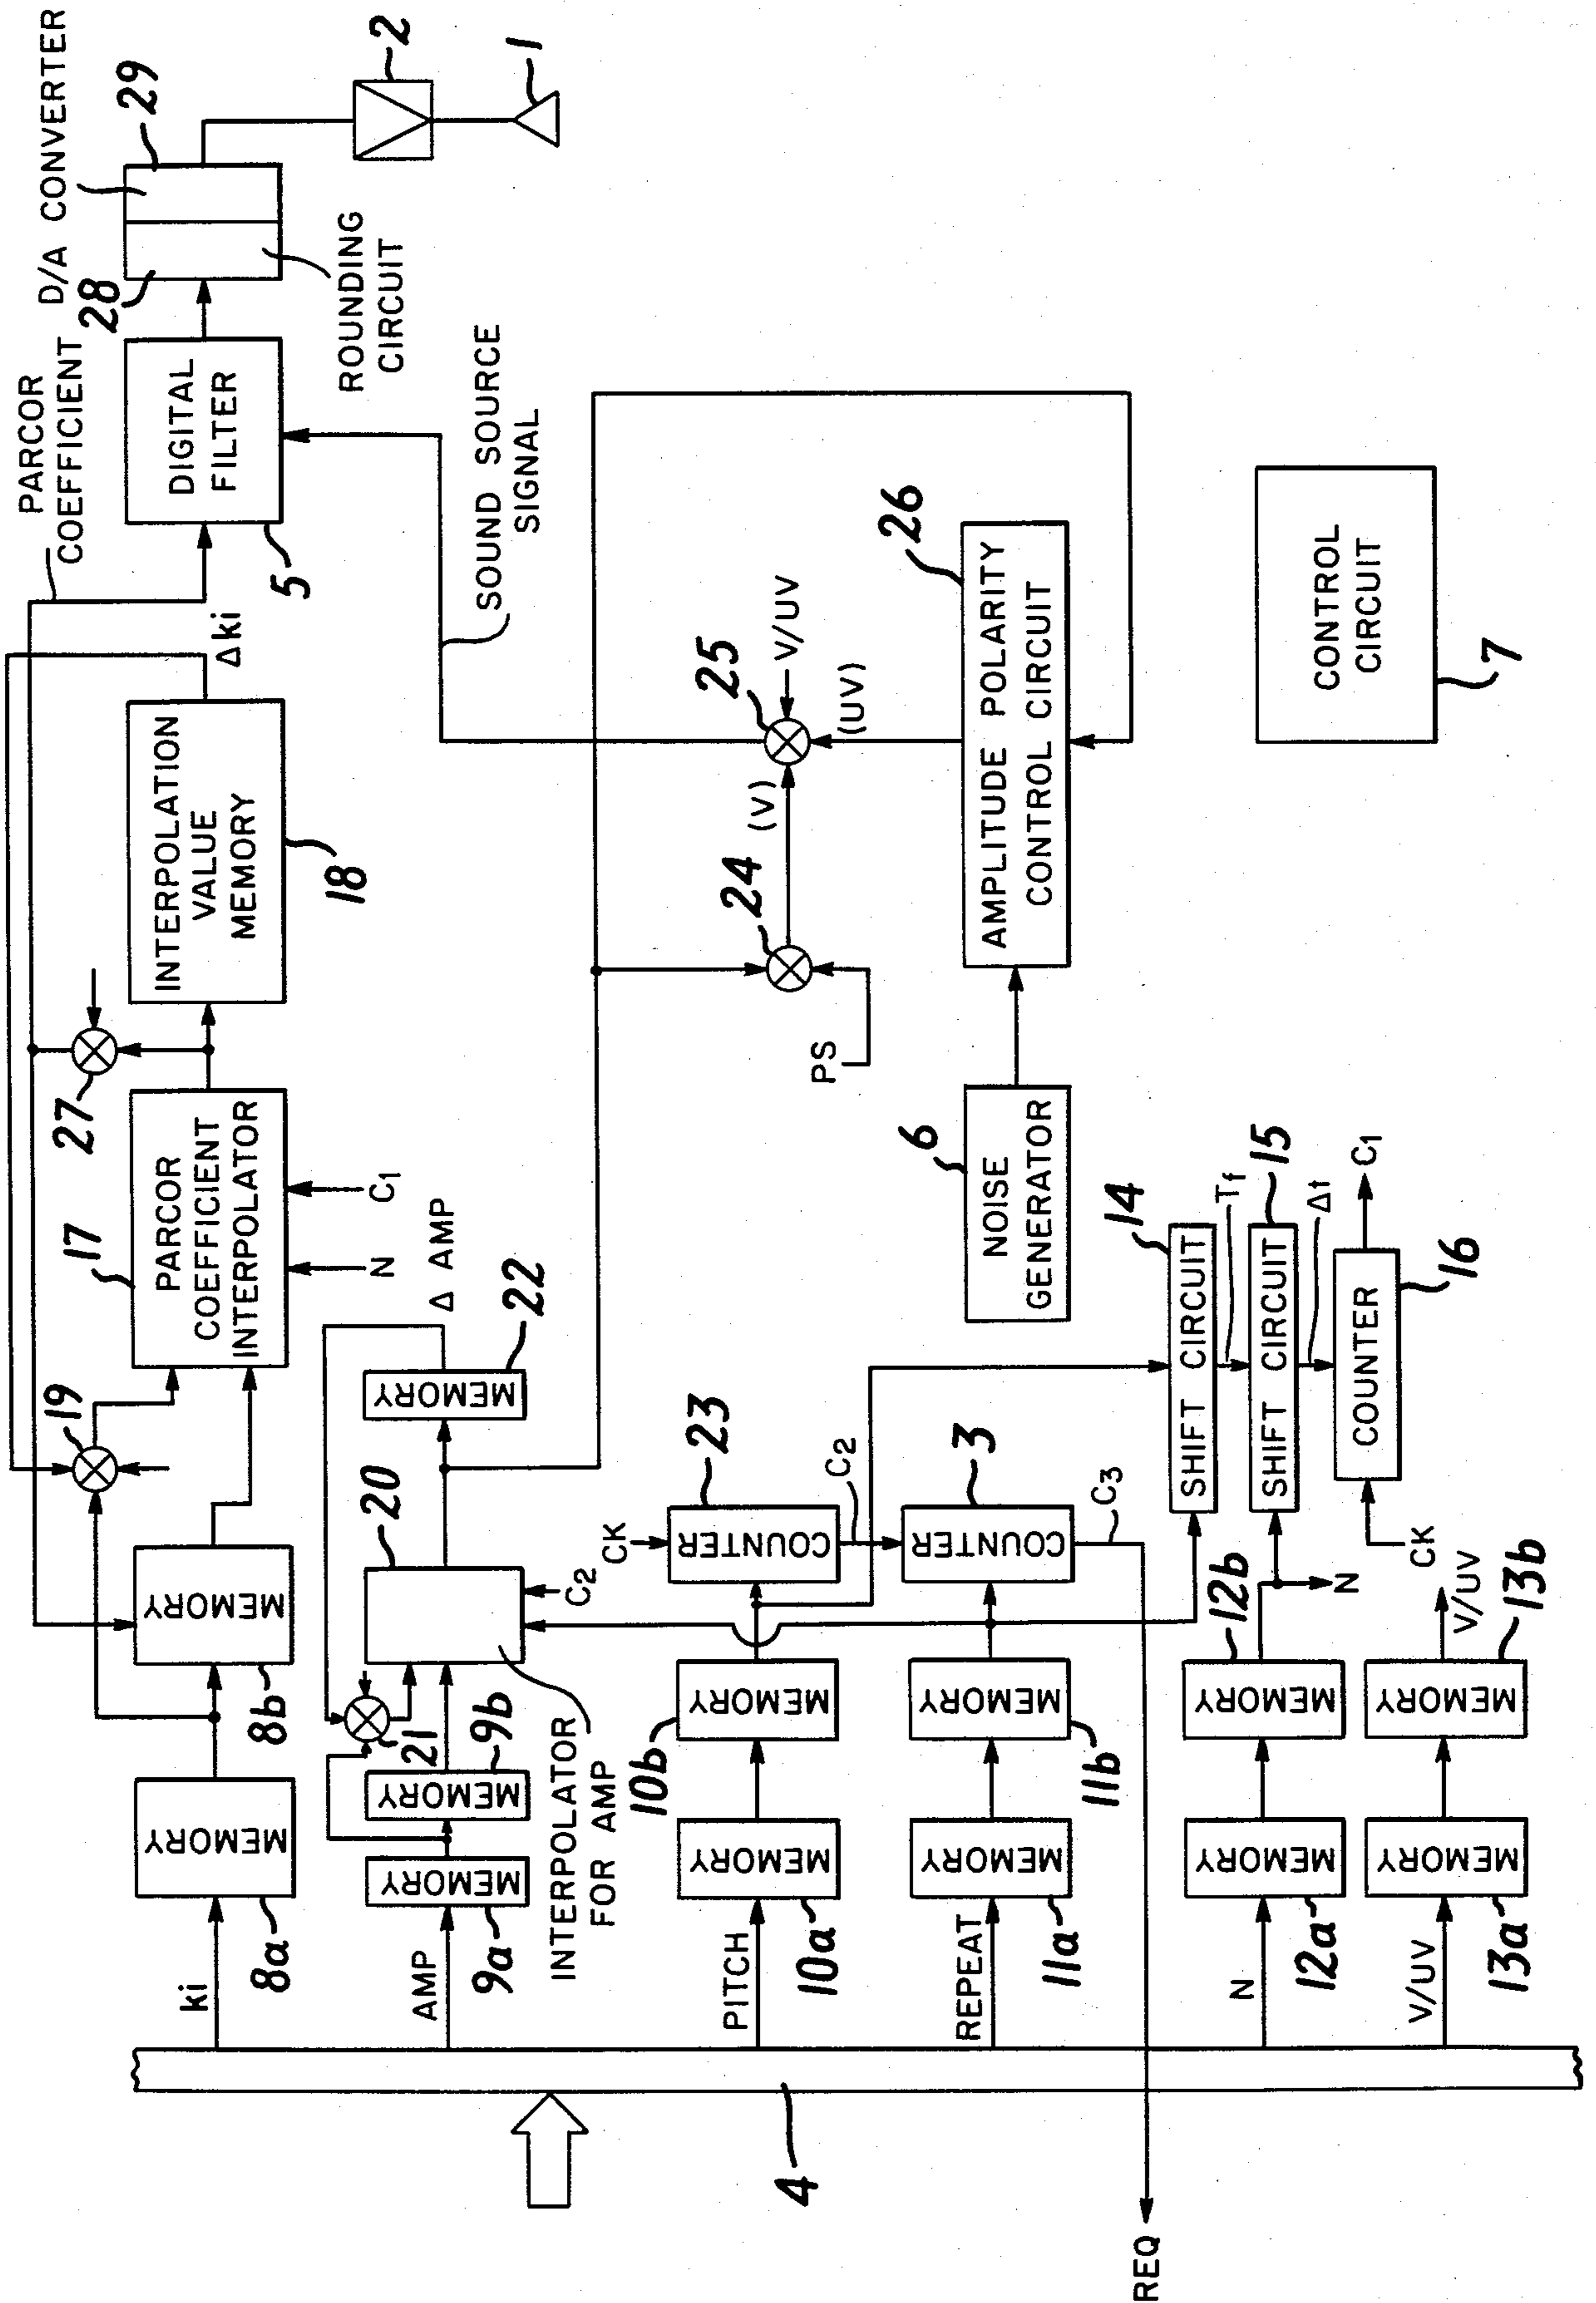 ki
8a
MEMORY
8b
MEMORY
19
17
PARCOR
COEFFICIENT
INTERPOLATOR
N
C1
27
INTERPOLATION
VALUE
MEMORY
18
Δki
PARCOR
COEFFICIENT
5
DIGITAL
FILTER
28
D/A CONVERTER
29
ROUNDING
CIRCUIT
2
1
AMP
9a
MEMORY
9b
MEMORY
21
20
C2
INTERPOLATOR
FOR AMP
MEMORY
22
Δ AMP
SOUND SOURCE
SIGNAL
PITCH
10a
MEMORY
10b
MEMORY
CK
COUNTER
23
C2
PS
24
(V)
25
V/UV
(UV)
REPEAT
11a
MEMORY
11b
MEMORY
COUNTER
3
C3
6
NOISE
GENERATOR
26
AMPLITUDE POLARITY
CONTROL CIRCUIT
4
REQ
N
12a
MEMORY
12b
MEMORY
N
14
SHIFT CIRCUIT
Tf
15
SHIFT CIRCUIT
Δt
CK
COUNTER
16
C1
V/UV
13a
MEMORY
13b
MEMORY
V/UV
CONTROL
CIRCUIT
7